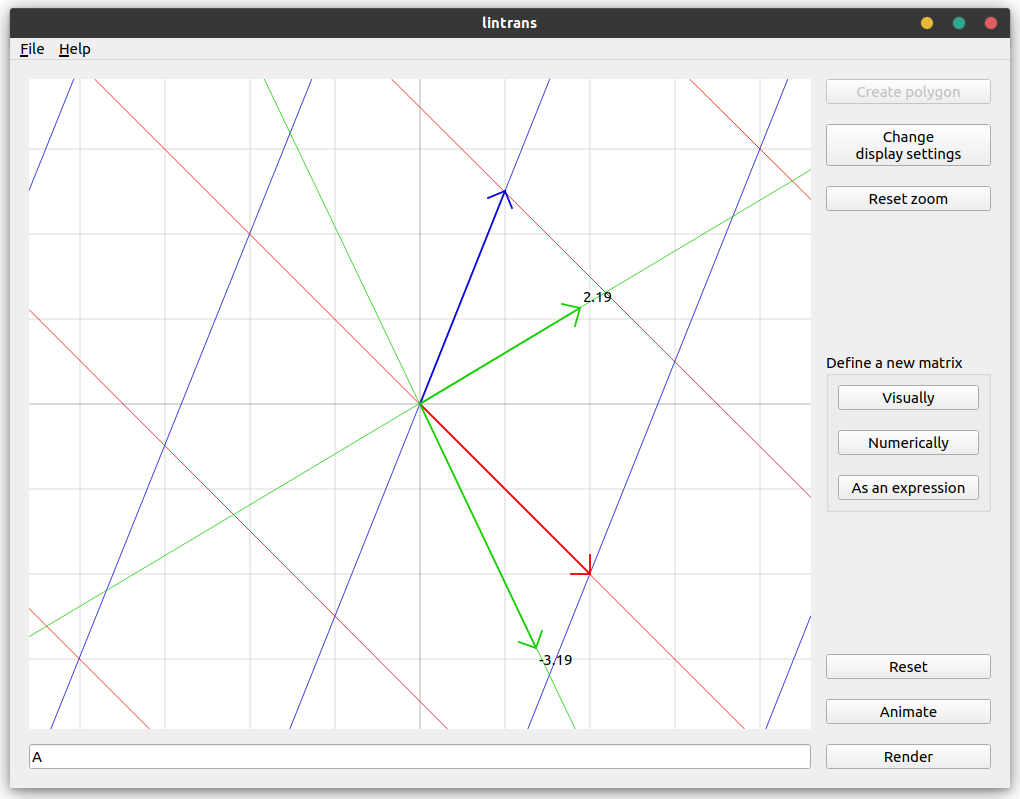 lintrans
File Help
Create polygon
Change
display settings
Reset zoom
2.19
Define a new matrix
Visually
Numerically
As an expression
-3.19
Reset
Animate
A
Render